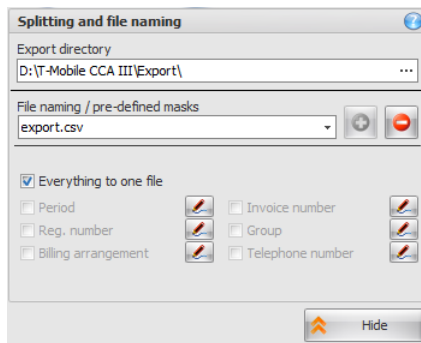 Splitting and file naming
Export directory
D:\T-Mobile CCA III\Export\
...
File naming / pre-defined masks
export.csv
Everything to one file
Period
Invoice number
Reg. number
Group
Billing arrangement
Telephone number
Hide